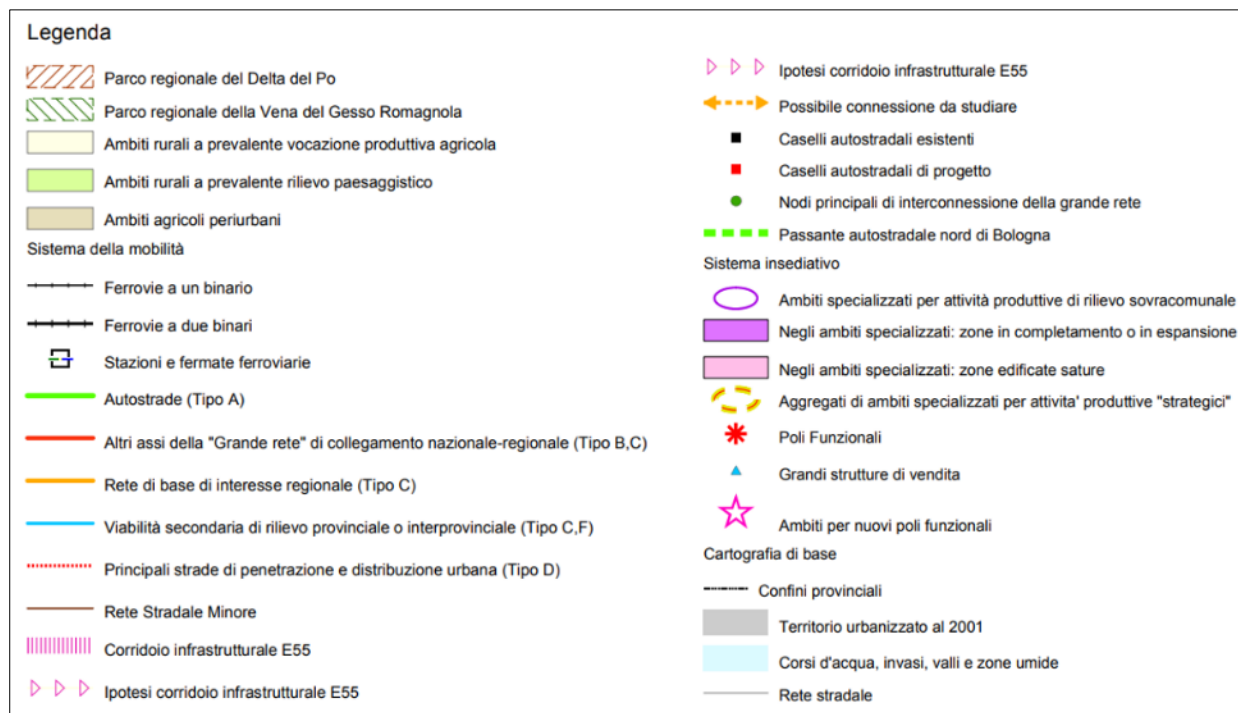 Legenda
Parco regionale del Delta del Po
Parco regionale della Vena del Gesso Romagnola
Ambiti rurali a prevalente vocazione produttiva agricola
Ambiti rurali a prevalente rilievo paesaggistico
Ambiti agricoli periurbani
Sistema della mobilità
Ferrovie a un binario
Ferrovie a due binari
Stazioni e fermate ferroviarie
Autostrade (Tipo A)
Altri assi della "Grande rete" di collegamento nazionale-regionale (Tipo B,C)
Rete di base di interesse regionale (Tipo C)
Viabilità secondaria di rilievo provinciale o interprovinciale (Tipo C,F)
Principali strade di penetrazione e distribuzione urbana (Tipo D)
Rete Stradale Minore
Corridoio infrastrutturale E55
Ipotesi corridoio infrastrutturale E55
Ipotesi corridoio infrastrutturale E55
Possibile connessione da studiare
Caselli autostradali esistenti
Caselli autostradali di progetto
Nodi principali di interconnessione della grande rete
Passante autostradale nord di Bologna
Sistema insediativo
Ambiti specializzati per attività produttive di rilievo sovracomunale
Negli ambiti specializzati: zone in completamento o in espansione
Negli ambiti specializzati: zone edificate sature
Aggregati di ambiti specializzati per attivita' produttive "strategici"
Poli Funzionali
Grandi strutture di vendita
Ambiti per nuovi poli funzionali
Cartografia di base
Confini provinciali
Territorio urbanizzato al 2001
Corsi d'acqua, invasi, valli e zone umide
Rete stradale